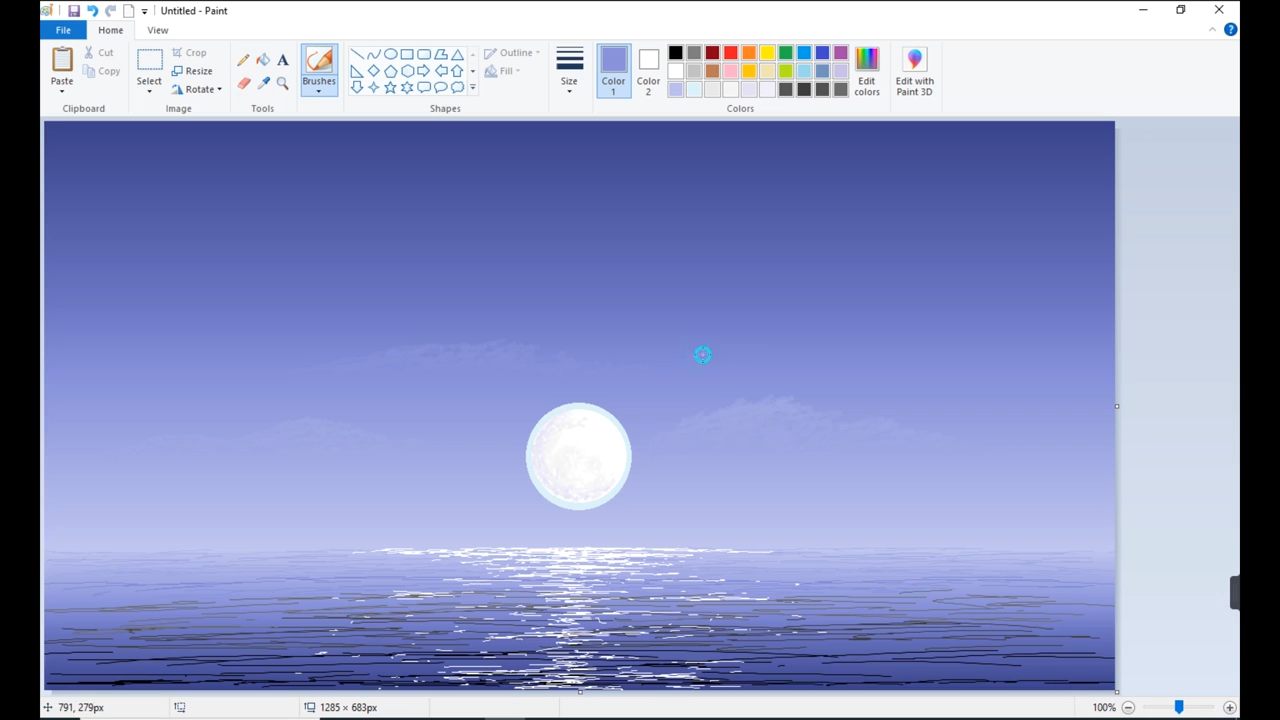 Untitled - Paint
File Home View
Paste
Cut
Copy
Clipboard
Select
Crop
Resize
Rotate
Image
A
Tools
Brushes
Outline
Fill
Shapes
Size
Color 1
Color 2
Edit colors
Colors
Edit with Paint 3D
791, 279px
1285 × 683px
100%